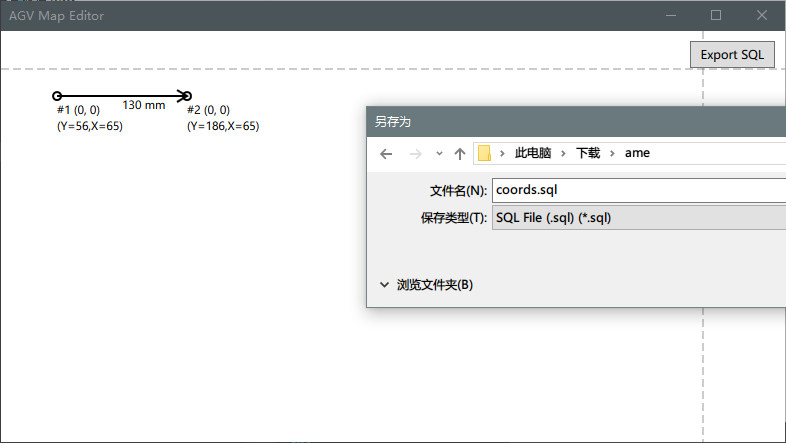 AGV Map Editor
Export SQL
130 mm
#1 (0, 0)
(Y=56,X=65)
#2 (0, 0)
(Y=186,X=65)
另存为
此电脑 > 下载 > ame
文件名(N): coords.sql
保存类型(T): SQL File (.sql) (*.sql)
浏览文件夹(B)